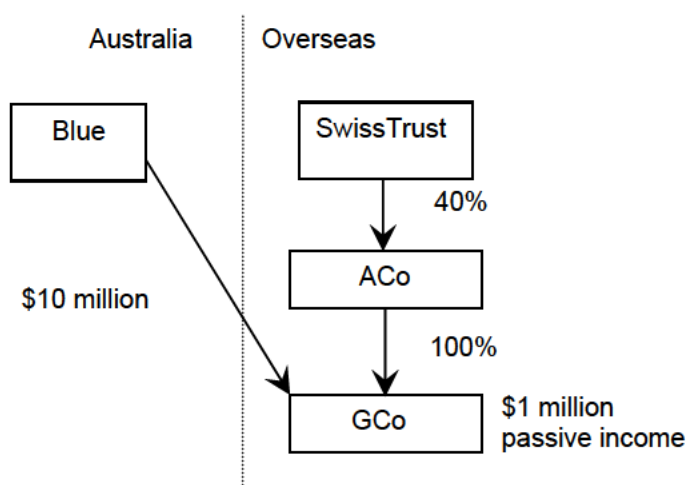 Australia
Overseas
Blue
SwissTrust
40%
ACo
$10 million
100%
GCo
$1 million
passive income